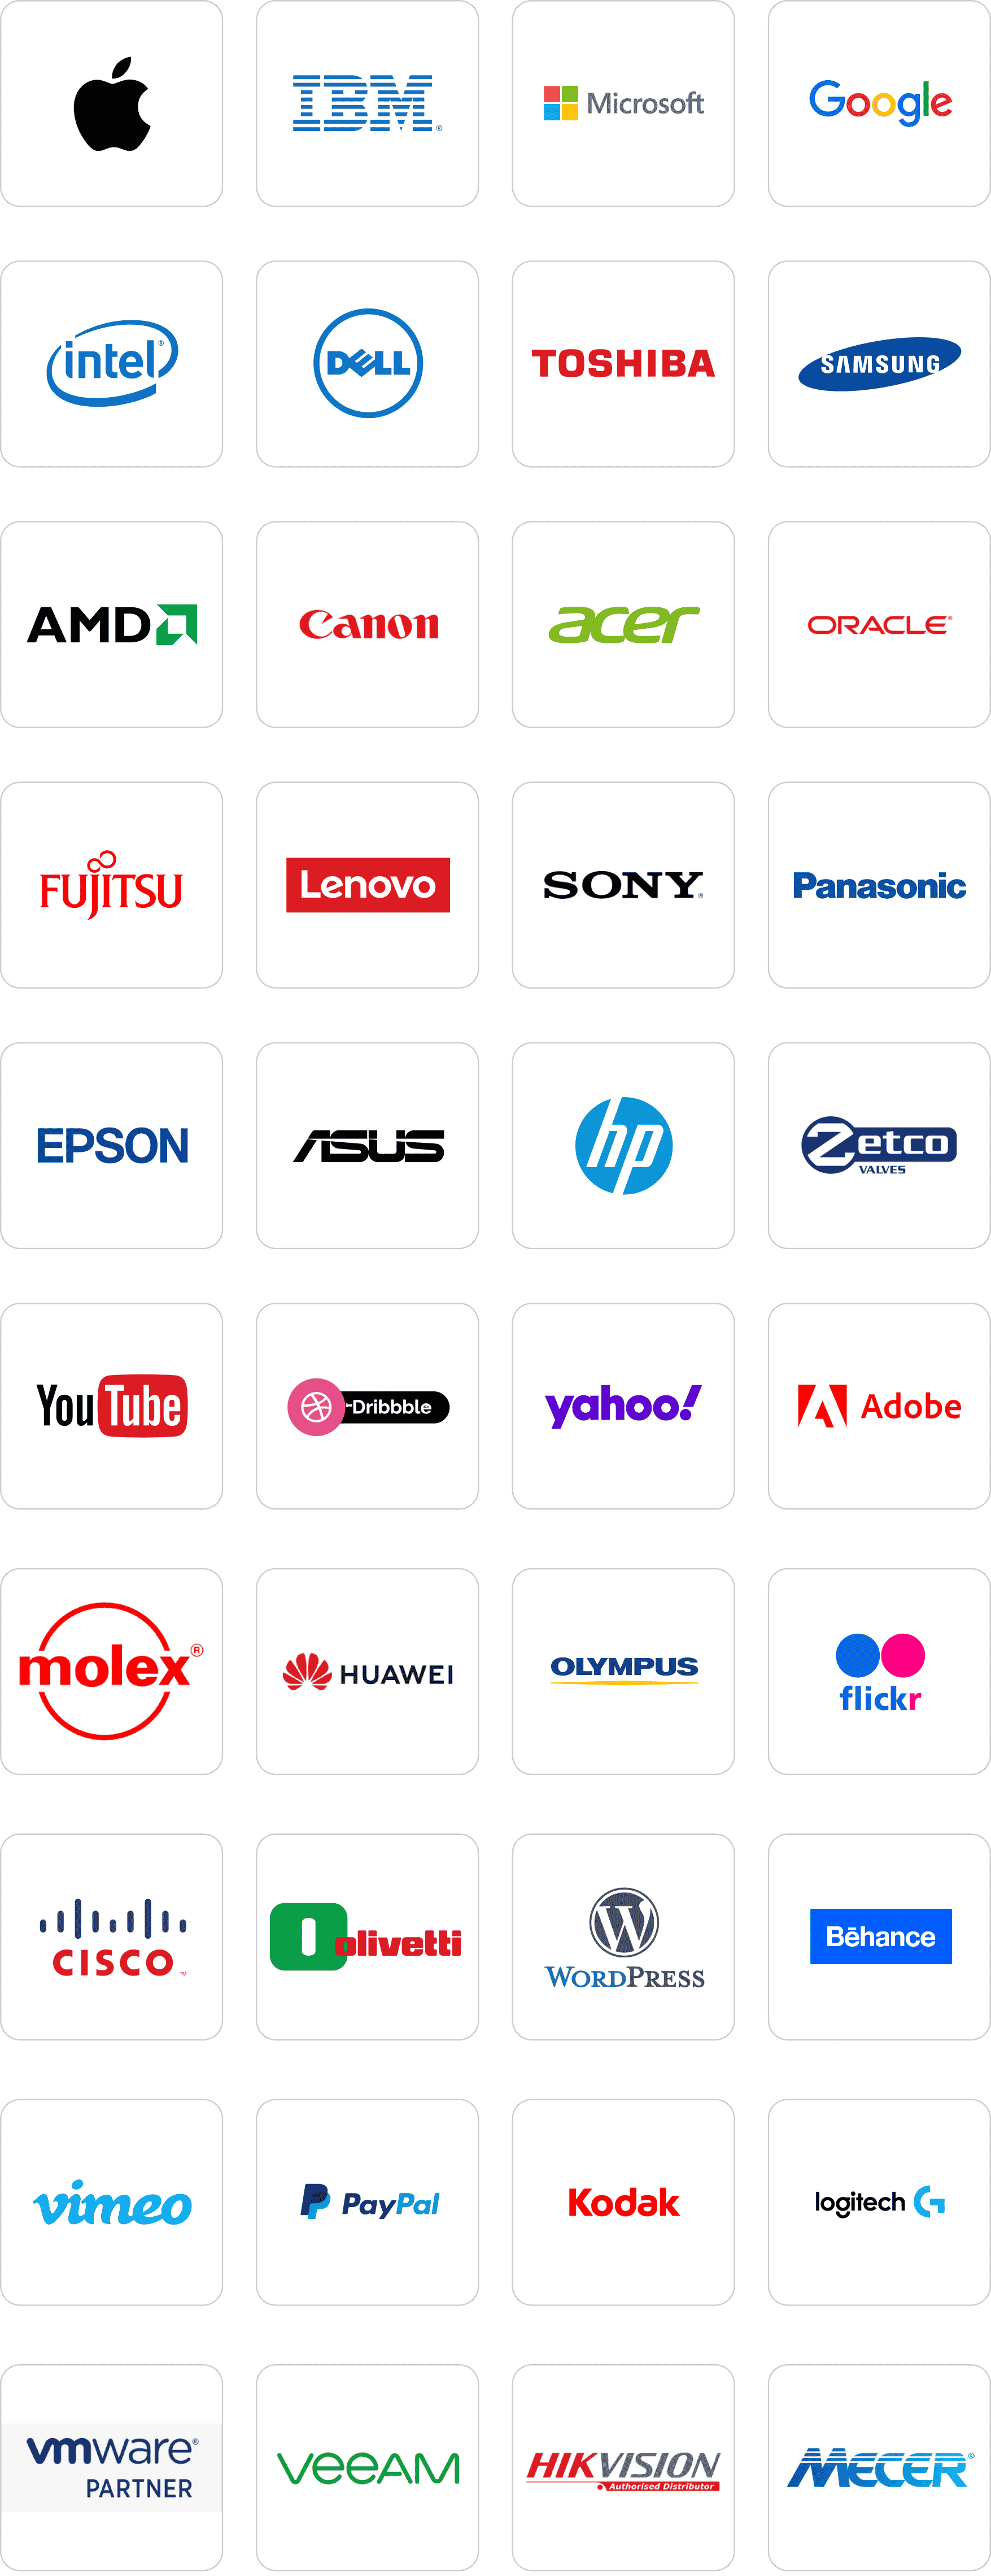 IBM®
Microsoft
Google
intel®
DELL
TOSHIBA
SAMSUNG
AMD
Canon
acer
ORACLE®
FUJITSU
Lenovo
SONY®
Panasonic
EPSON
ASUS
hp
Zetco
VALVES
YouTube
Dribbble
yahoo!
Adobe
molex®
HUAWEI
OLYMPUS
flickr
CISCO™
olivetti
W
WORDPRESS
Bēhance
vimeo
PayPal
Kodak
logitech G
vmware®
PARTNER
veeAM
HIKVISION
Authorised Distributor
MECER®